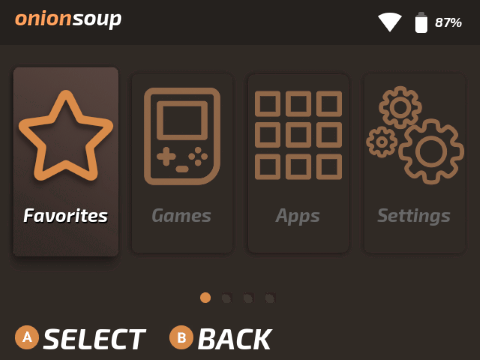 onionsoup
87%
Favorites
Games
Apps
Settings
A SELECT
B BACK